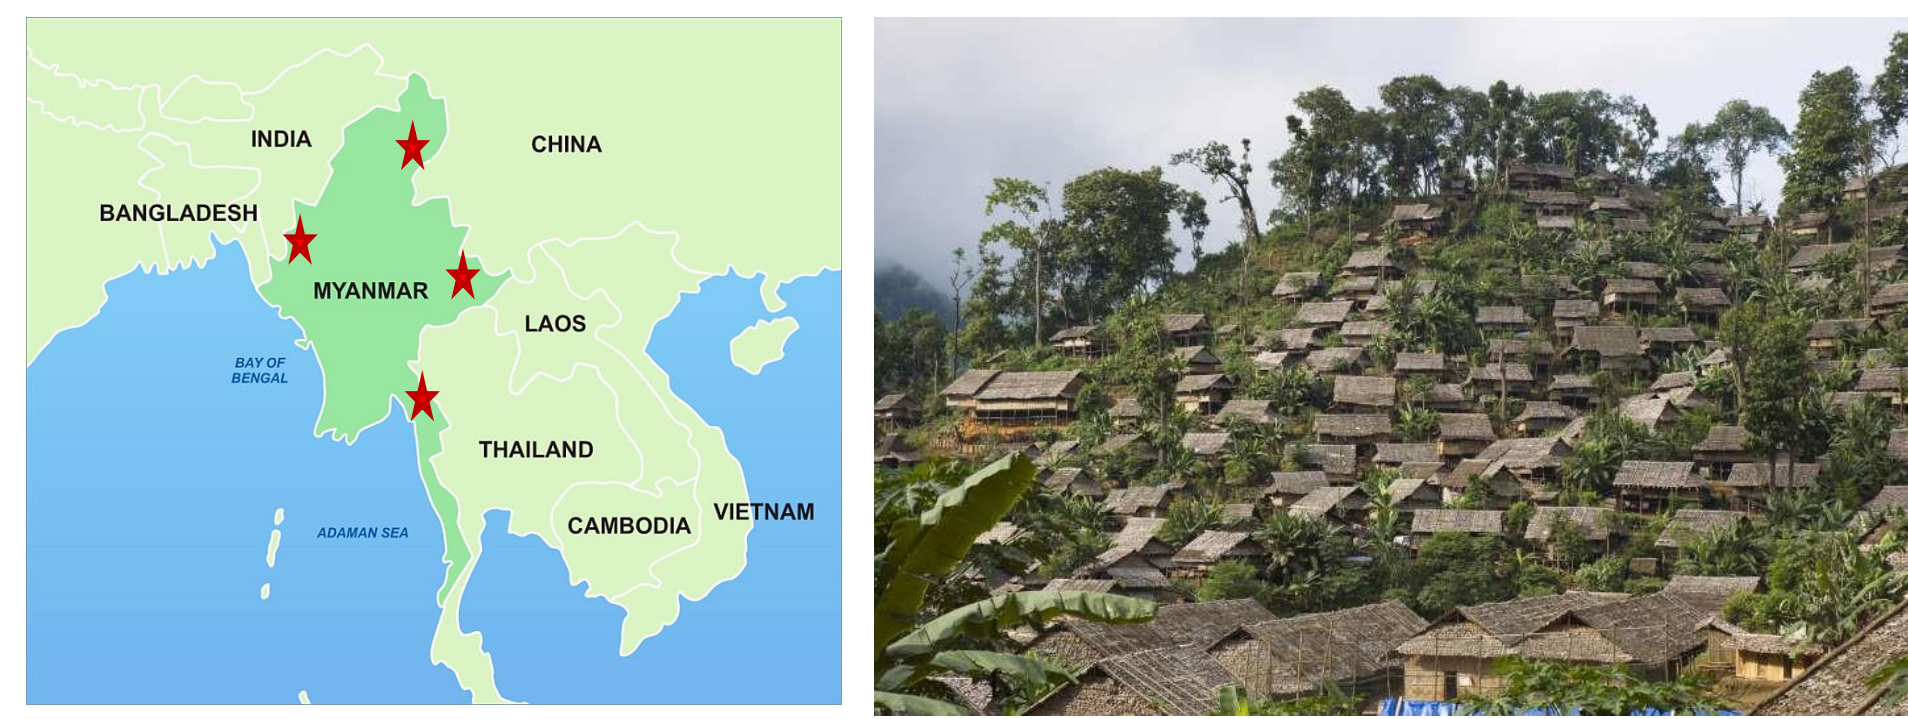 INDIA
CHINA
BANGLADESH
MYANMAR
LAOS
BAY OF
BENGAL
THAILAND
VIETNAM
CAMBODIA
ADAMAN SEA